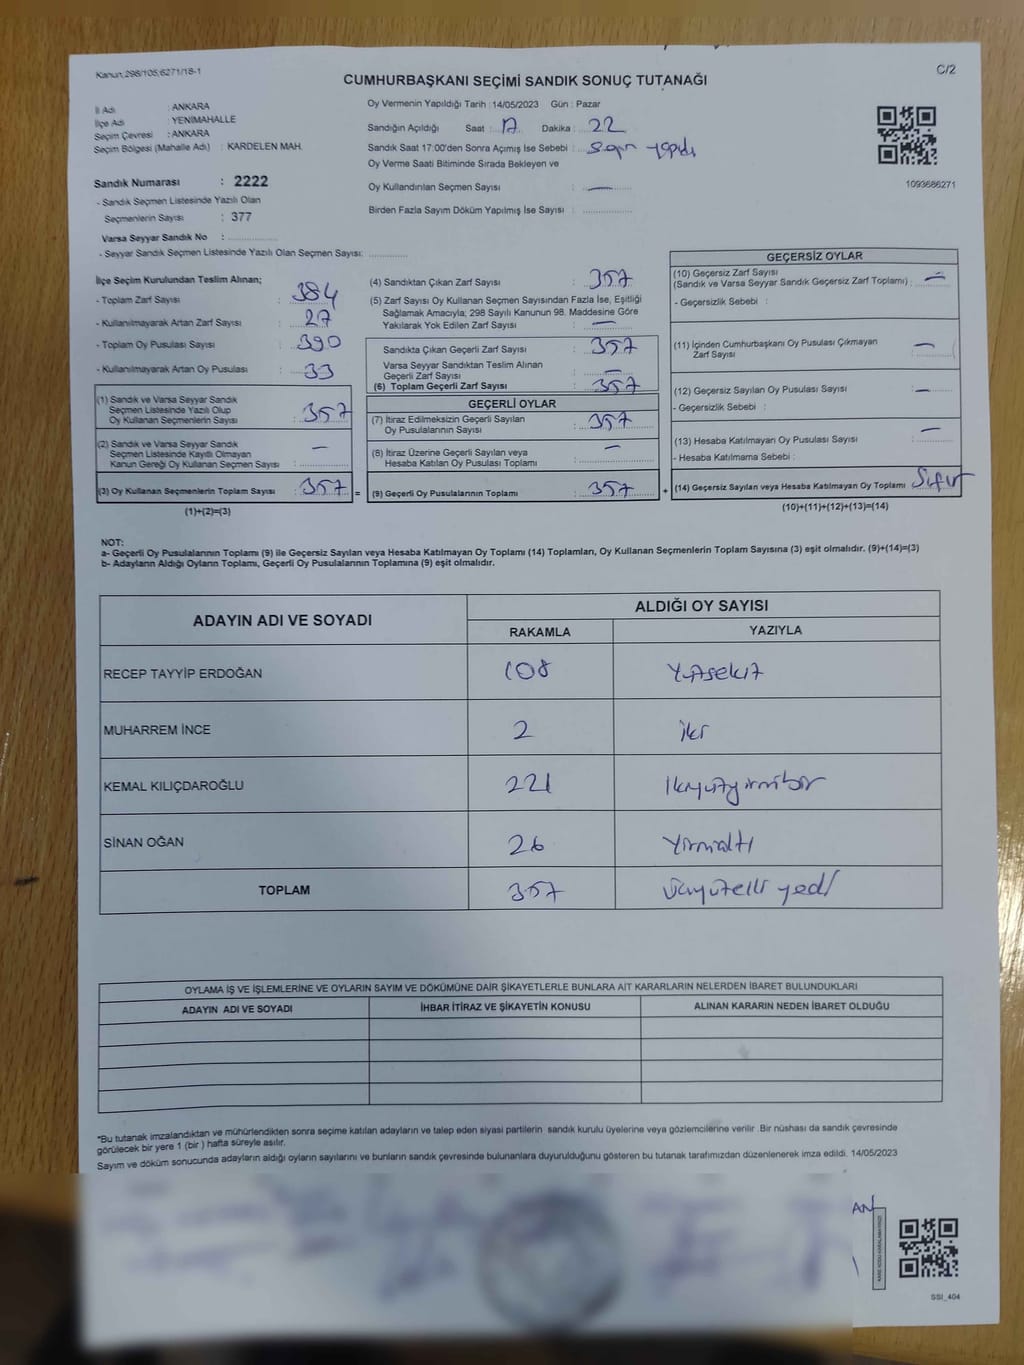 Kanun;298/105;6271/18-1
C/2
CUMHURBAŞKANI SEÇİMİ SANDIK SONUÇ TUTANAĞI
İl Adı : ANKARA
İlçe Adı : YENİMAHALLE
Seçim Çevresi : ANKARA
Seçim Bölgesi (Mahalle Adı) : KARDELEN MAH.
Oy Vermenin Yapıldığı Tarih : 14/05/2023 Gün : Pazar
Sandığın Açıldığı Saat : 17 Dakika : 22
Sandık Saat 17:00'den Sonra Açımış İse Sebebi : yapıldı
Oy Verme Saati Bitiminde Sırada Bekleyen ve
Oy Kullandırılan Seçmen Sayısı : —
Birden Fazla Sayım Döküm Yapılmış İse Sayısı :
1093686271
Sandık Numarası : 2222
- Sandık Seçmen Listesinde Yazılı Olan
Seçmenlerin Sayısı : 377
Varsa Seyyar Sandık No :
- Seyyar Sandık Seçmen Listesinde Yazılı Olan Seçmen Sayısı:
İlçe Seçim Kurulundan Teslim Alınan;
- Toplam Zarf Sayısı : 384
- Kullanılmayarak Artan Zarf Sayısı : 27
- Toplam Oy Pusulası Sayısı : 390
- Kullanılmayarak Artan Oy Pusulası : 33
(1) Sandık ve Varsa Seyyar Sandık
Seçmen Listesinde Yazılı Olup
Oy Kullanan Seçmenlerin Sayısı : 357
(2) Sandık ve Varsa Seyyar Sandık
Seçmen Listesinde Kayıtlı Olmayan
Kanun Gereği Oy Kullanan Seçmen Sayısı : —
(3) Oy Kullanan Seçmenlerin Toplam Sayısı : 357 =
(1)+(2)=(3)
(4) Sandıktan Çıkan Zarf Sayısı : 357
(5) Zarf Sayısı Oy Kullanan Seçmen Sayısından Fazla İse, Eşitliği
Sağlamak Amacıyla; 298 Sayılı Kanunun 98. Maddesine Göre
Yakılarak Yok Edilen Zarf Sayısı : —
Sandıkta Çıkan Geçerli Zarf Sayısı : 357
Varsa Seyyar Sandıktan Teslim Alınan
Geçerli Zarf Sayısı : —
(6) Toplam Geçerli Zarf Sayısı : 357
GEÇERLİ OYLAR
(7) İtiraz Edilmeksizin Geçerli Sayılan
Oy Pusulalarının Sayısı : 357
(8) İtiraz Üzerine Geçerli Sayılan veya
Hesaba Katılan Oy Pusulası Toplamı : —
(9) Geçerli Oy Pusulalarının Toplamı : 357 +
GEÇERSİZ OYLAR
(10) Geçersiz Zarf Sayısı
(Sandık ve Varsa Seyyar Sandık Geçersiz Zarf Toplamı) : —
- Geçersizlik Sebebi :
(11) İçinden Cumhurbaşkanı Oy Pusulası Çıkmayan
Zarf Sayısı : —
(12) Geçersiz Sayılan Oy Pusulası Sayısı : —
- Geçersizlik Sebebi :
(13) Hesaba Katılmayan Oy Pusulası Sayısı : —
- Hesaba Katılmama Sebebi :
(14) Geçersiz Sayılan veya Hesaba Katılmayan Oy Toplamı : Sıfır
(10)+(11)+(12)+(13)=(14)
NOT:
a- Geçerli Oy Pusulalarının Toplamı (9) ile Geçersiz Sayılan veya Hesaba Katılmayan Oy Toplamı (14) Toplamları, Oy Kullanan Seçmenlerin Toplam Sayısına (3) eşit olmalıdır. (9)+(14)=(3)
b- Adayların Aldığı Oyların Toplamı, Geçerli Oy Pusulalarının Toplamına (9) eşit olmalıdır.
ADAYIN ADI VE SOYADI
ALDIĞI OY SAYISI
RAKAMLA YAZIYLA
RECEP TAYYİP ERDOĞAN 108 Yüzsekiz
MUHARREM İNCE 2 iki
KEMAL KILIÇDAROĞLU 221 İkiyüzyirmibir
SİNAN OĞAN 26 Yirmialtı
TOPLAM 357 Üçyüzelli yedi
OYLAMA İŞ VE İŞLEMLERİNE VE OYLARIN SAYIM VE DÖKÜMÜNE DAİR ŞİKAYETLERLE BUNLARA AİT KARARLARIN NELERDEN İBARET BULUNDUKLARI
ADAYIN ADI VE SOYADI İHBAR İTİRAZ VE ŞİKAYETİN KONUSU ALINAN KARARIN NEDEN İBARET OLDUĞU
*Bu tutanak imzalandıktan ve mühürlendikten sonra seçime katılan adayların ve talep eden siyasi partilerin sandık kurulu üyelerine veya gözlemcilerine verilir. Bir nüshası da sandık çevresinde
görülecek bir yere 1 (bir ) hafta süreyle asılır.
Sayım ve döküm sonucunda adayların aldığı oyların sayılarını ve bunların sandık çevresinde bulunanlara duyurulduğunu gösteren bu tutanak tarafımızdan düzenlenerek imza edildi. 14/05/2023
AN
SSI_404